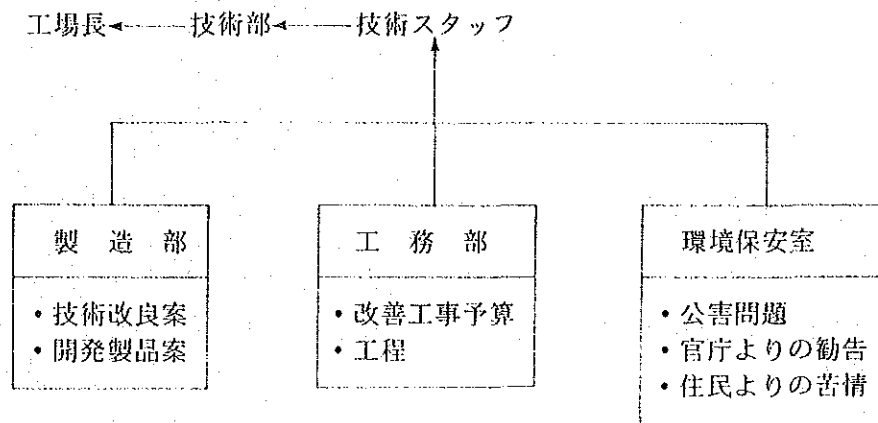 工場長←技術部←技術スタッフ
製造部
・技術改良案
・開発製品案
工務部
・改善工事予算
・工程
環境保安室
・公害問題
・官庁よりの勧告
・住民よりの苦情